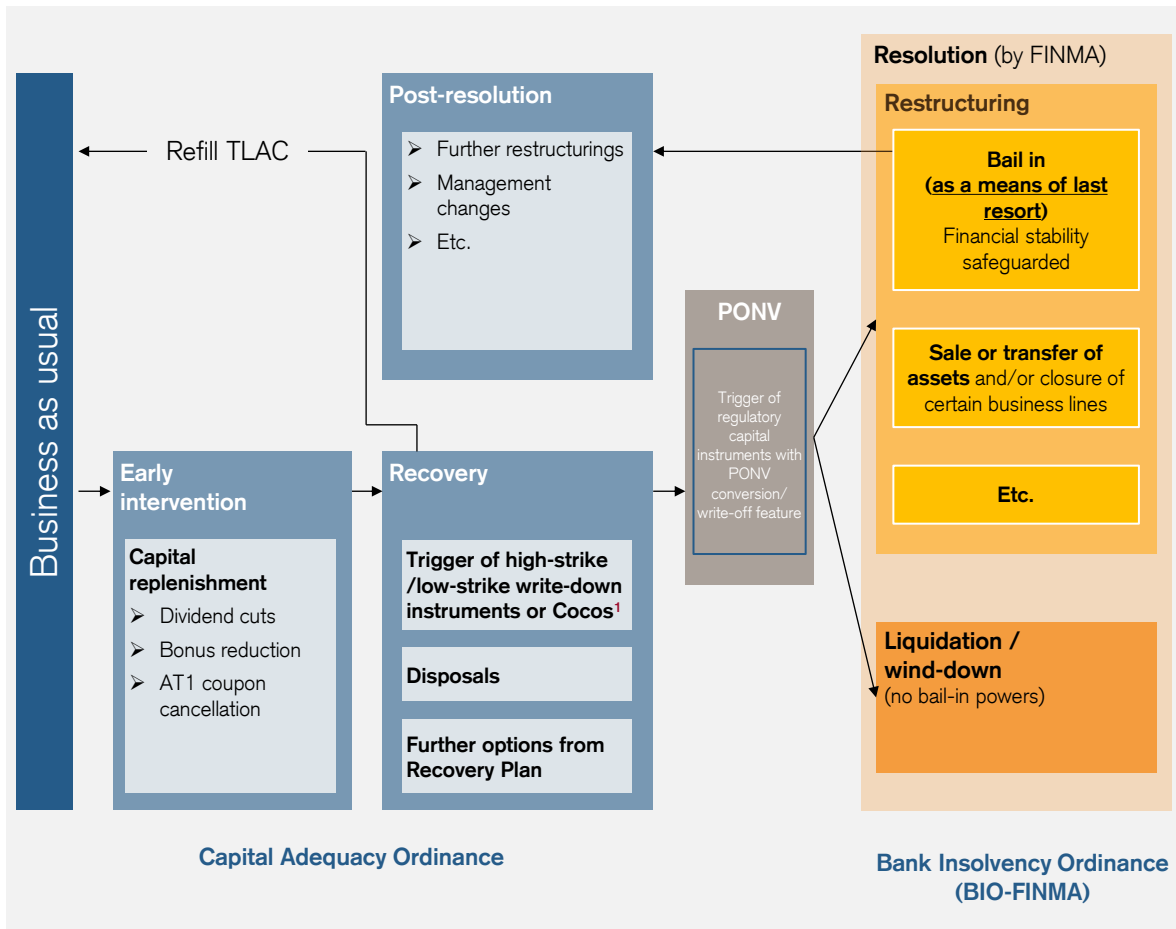 Business as usual
Refill TLAC
Post-resolution
➢ Further restructurings
➢ Management
changes
➢ Etc.
Early
intervention
Capital
replenishment
➢ Dividend cuts
➢ Bonus reduction
➢ AT1 coupon
cancellation
Recovery
Trigger of high-strike
/low-strike write-down
instruments or Cocos¹
Disposals
Further options from
Recovery Plan
PONV
Trigger of
regulatory
capital
instruments with
PONV
conversion/
write-off feature
Resolution (by FINMA)
Restructuring
Bail in
(as a means of last
resort)
Financial stability
safeguarded
Sale or transfer of
assets and/or closure of
certain business lines
Etc.
Liquidation /
wind-down
(no bail-in powers)
Capital Adequacy Ordinance
Bank Insolvency Ordinance
(BIO-FINMA)